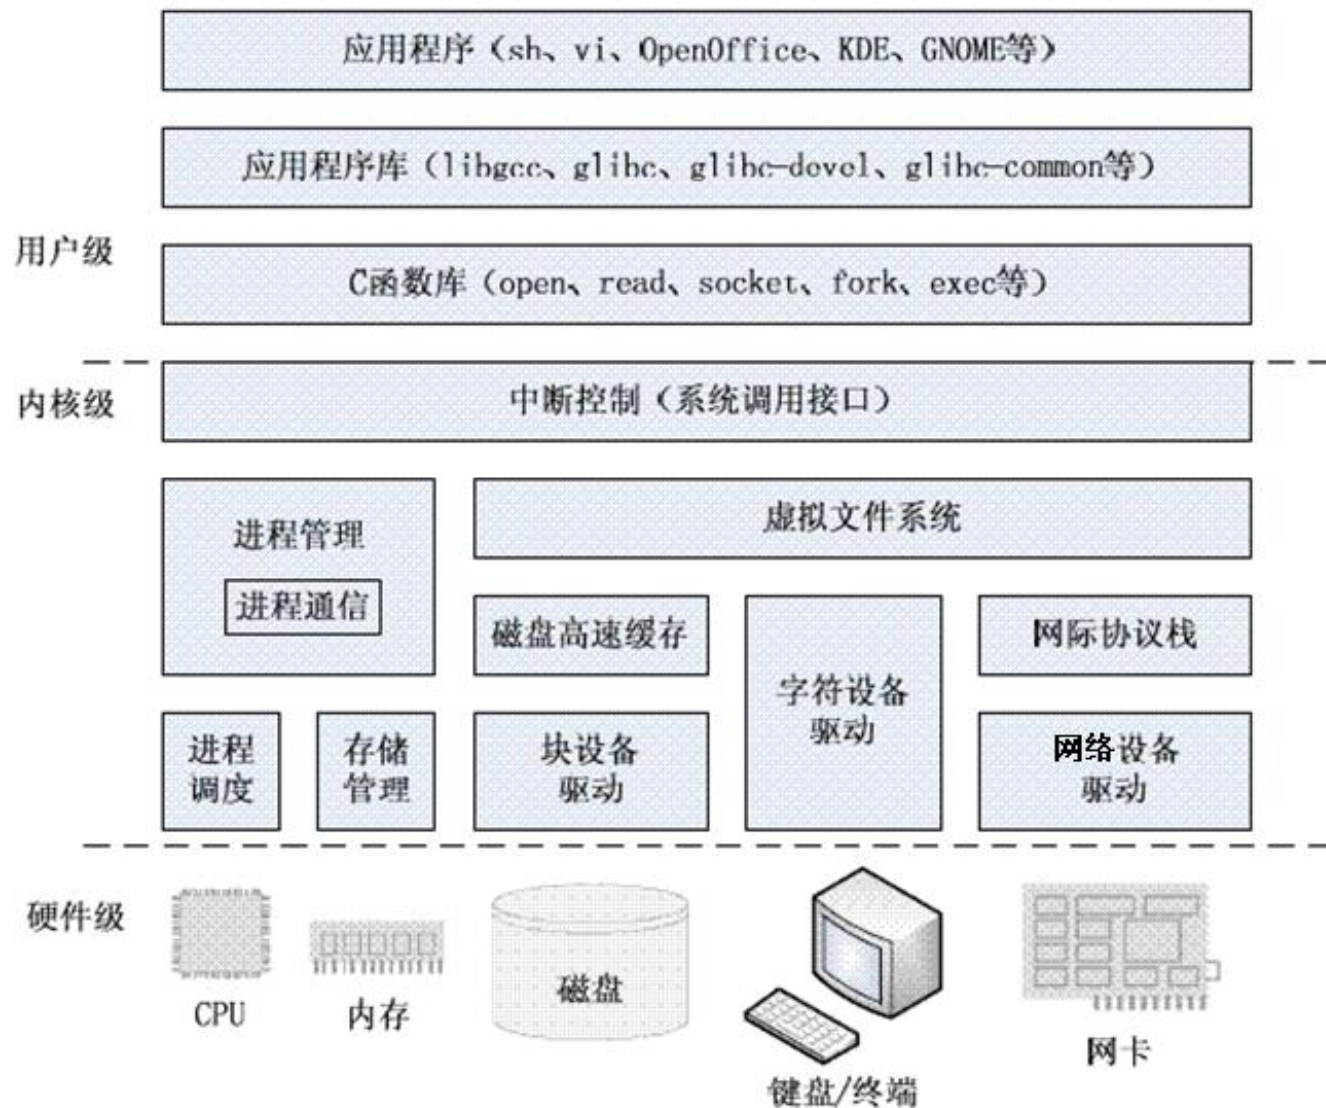 应用程序（sh、vi、OpenOffice、KDE、GNOME等）
应用程序库（libgcc、glibc、glibc-devel、glibc-common等）
用户级
C函数库（open、read、socket、fork、exec等）
内核级
中断控制（系统调用接口）
进程管理
进程通信
虚拟文件系统
磁盘高速缓存
字符设备
驱动
网际协议栈
进程
调度
存储
管理
块设备
驱动
网络设备
驱动
硬件级
CPU
内存
磁盘
键盘/终端
网卡